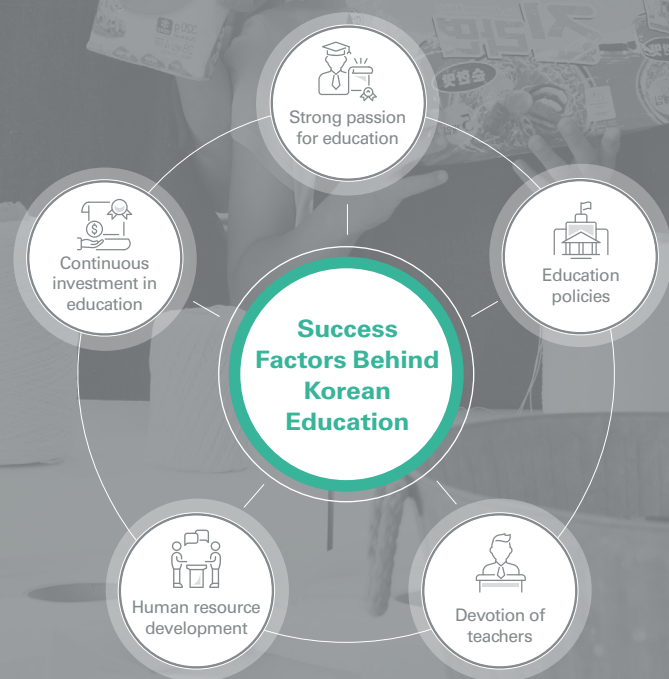 Strong passion
for education
Education
policies
Devotion of
teachers
Human resource
development
Continuous
investment in
education
$
Success
Factors Behind
Korean
Education